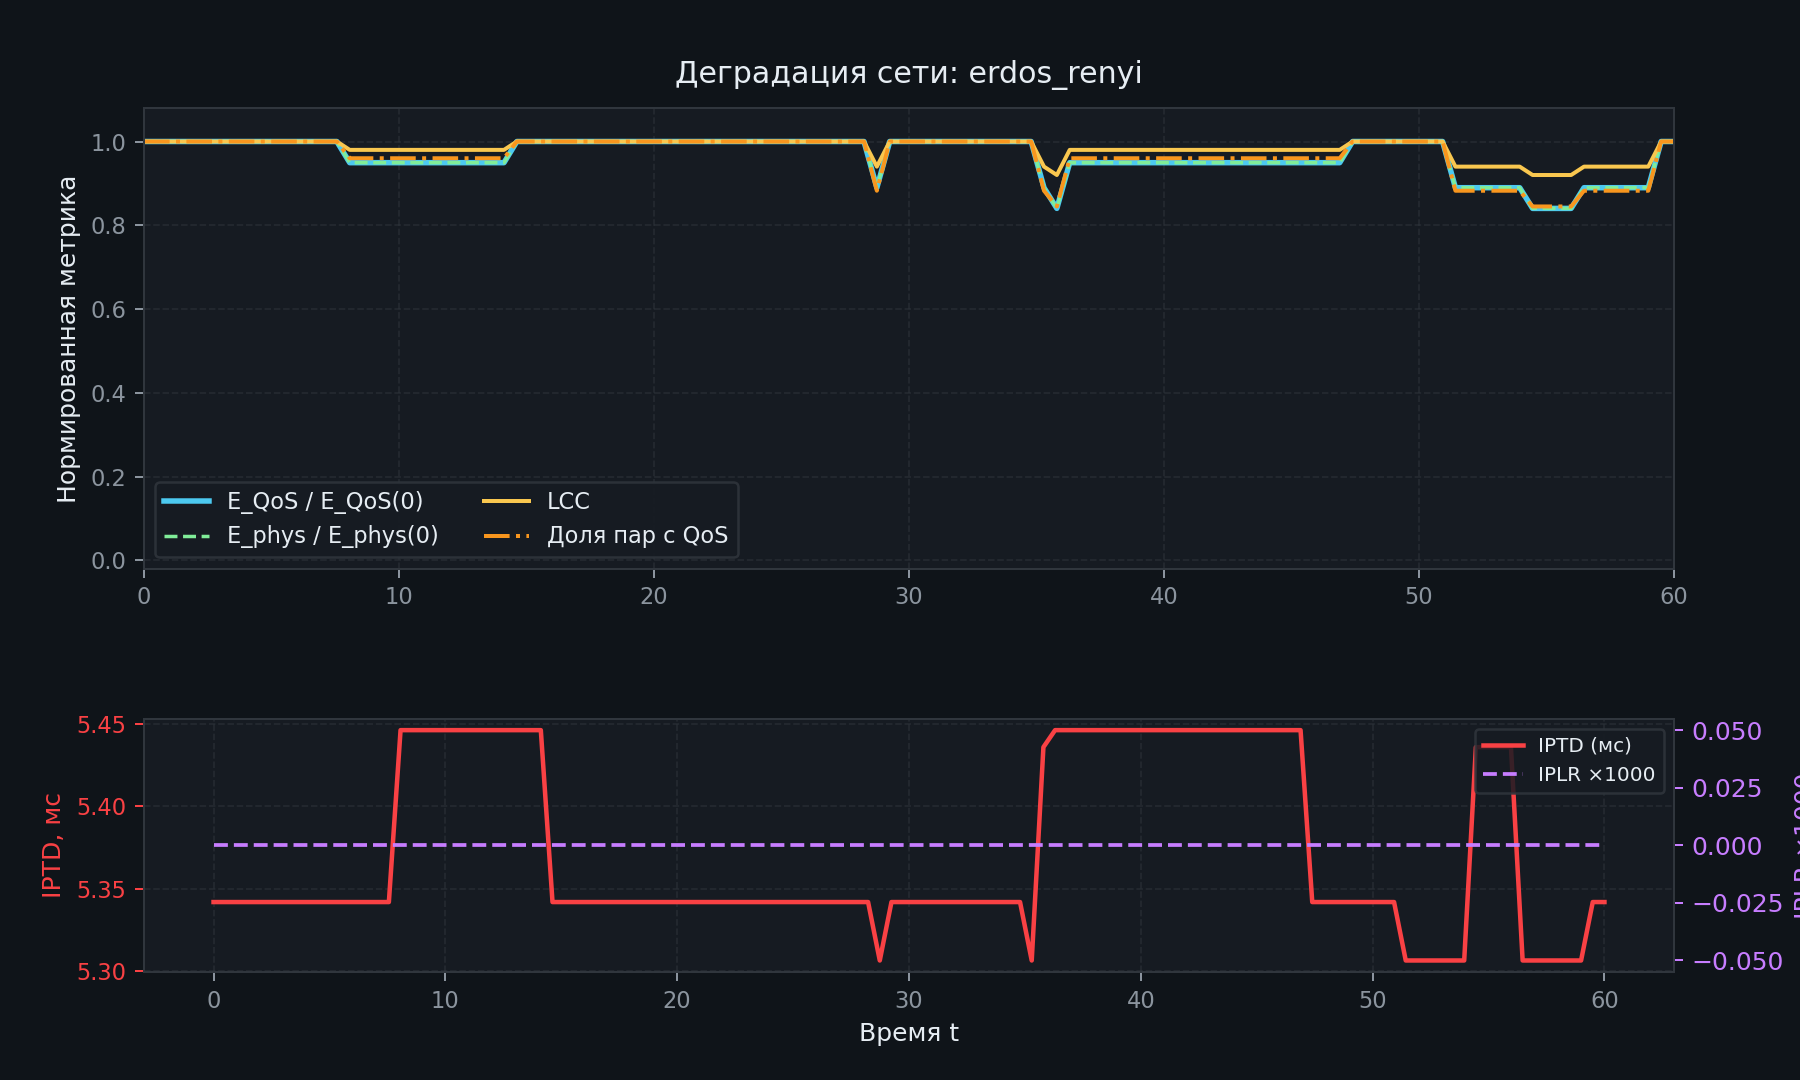 Деградация сети: erdos_renyi
Нормированная метрика
1.0
0.8
0.6
0.4
0.2
0.0
E_QoS / E_QoS(0)
E_phys / E_phys(0)
LCC
Доля пар с QoS
0 10 20 30 40 50 60
IPTD, мс
5.45
5.40
5.35
5.30
IPTD (мс)
IPLR ×1000
0.050
0.025
0.000
−0.025
−0.050
IPLR ×1000
0 10 20 30 40 50 60
Время t